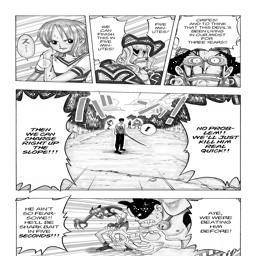 DAMN!!
AND TO THINK
THAT THIS DEVIL'S
BEEN LIVING
OUR MIDST
FOR
THREE YEARS!!
FIVE
MIN-
UTES!
WE
CAN
FINISH
THEM IN
FIVE
MIN-
UTES!
NO PROB-
LEM!!
WE'LL JUST
KILL HIM
REAL
QUICK!!
THEN
WE CAN
CHARGE
RIGHT UP
THE
SLOPE!!!
AYE,
WE WERE
BEATING
HIM
BEFORE!
HE AIN'T
SO FEAR-
SOME!!
HE'LL BE
SHARK BAIT
IN FIVE
SECONDS!!!